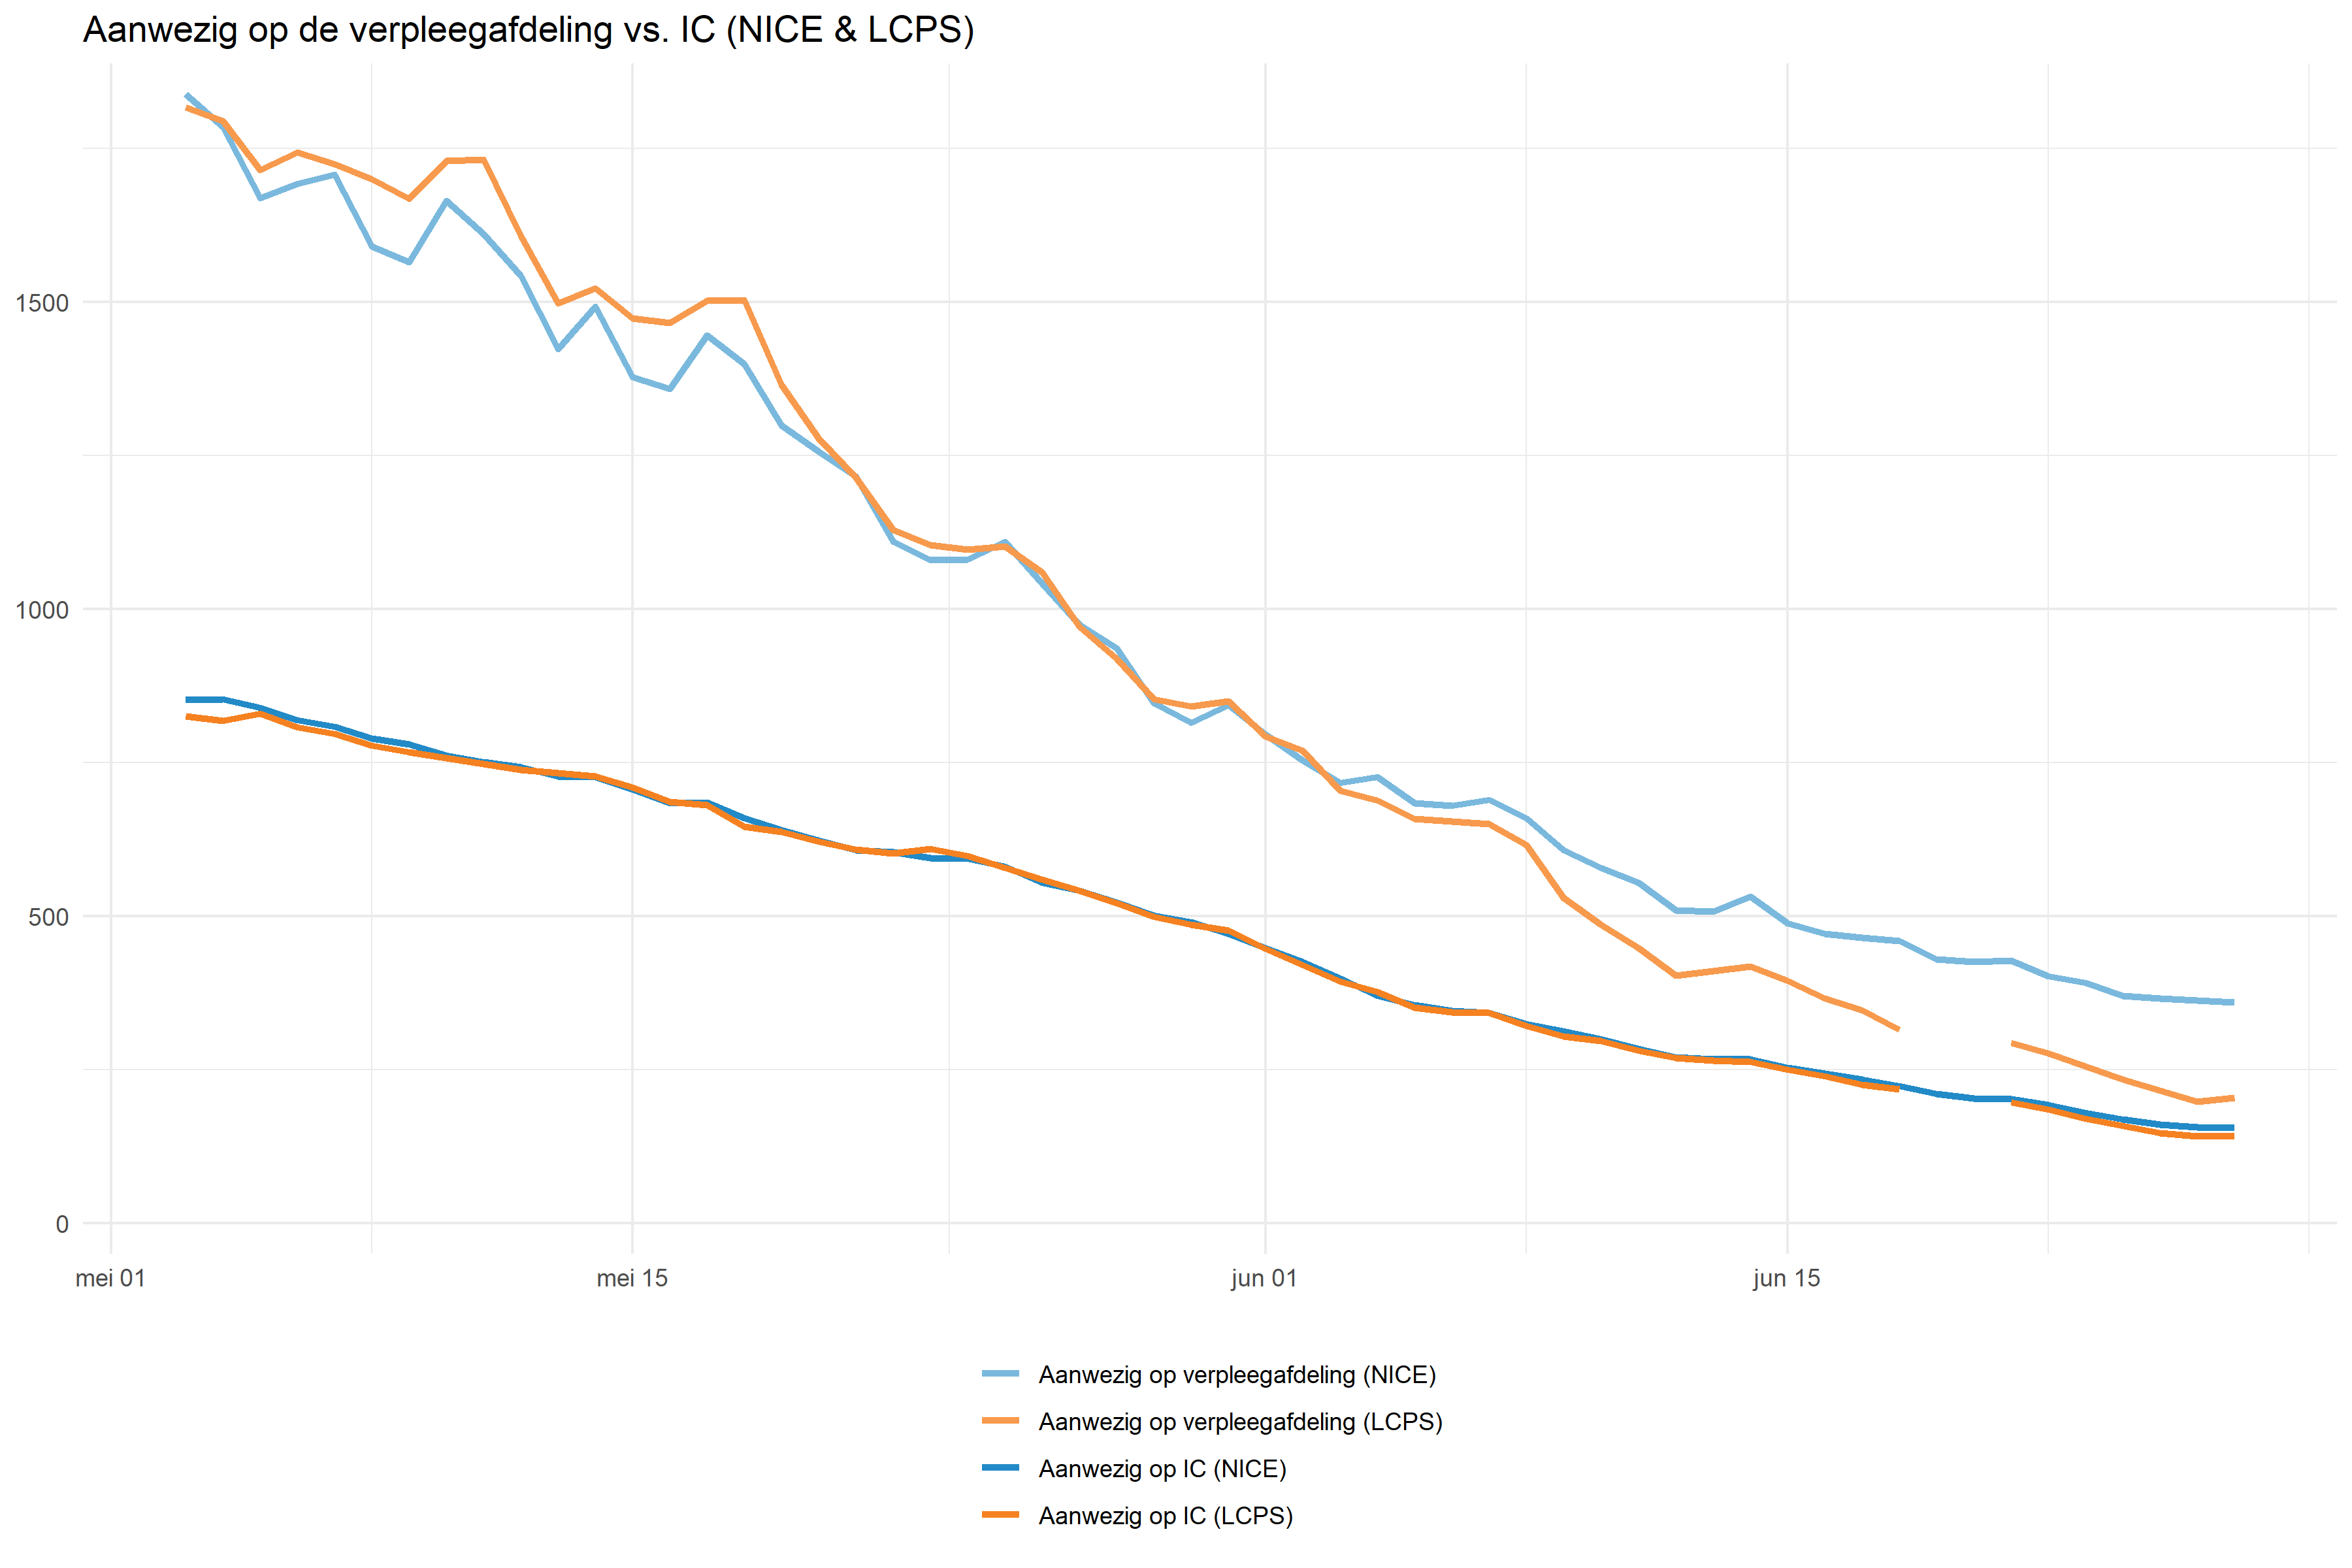 Aanwezig op de verpleegafdeling vs. IC (NICE & LCPS)
1500
1000
500
0
mei 01
mei 15
jun 01
jun 15
Aanwezig op verpleegafdeling (NICE)
Aanwezig op verpleegafdeling (LCPS)
Aanwezig op IC (NICE)
Aanwezig op IC (LCPS)